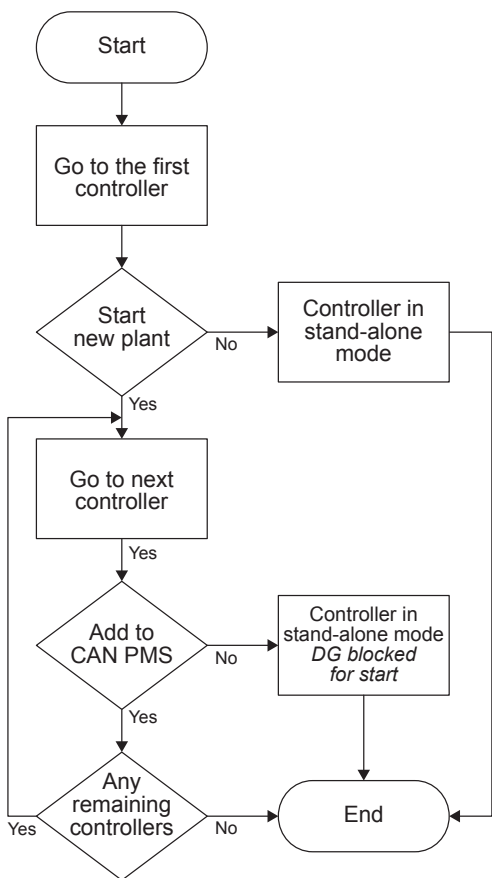 Start
Go to the first
controller
Start
new plant
No
Controller in
stand-alone
mode
Yes
Go to next
controller
Yes
Add to
CAN PMS
No
Controller in
stand-alone mode
DG blocked
for start
Yes
Any
remaining
controllers
Yes
No
End